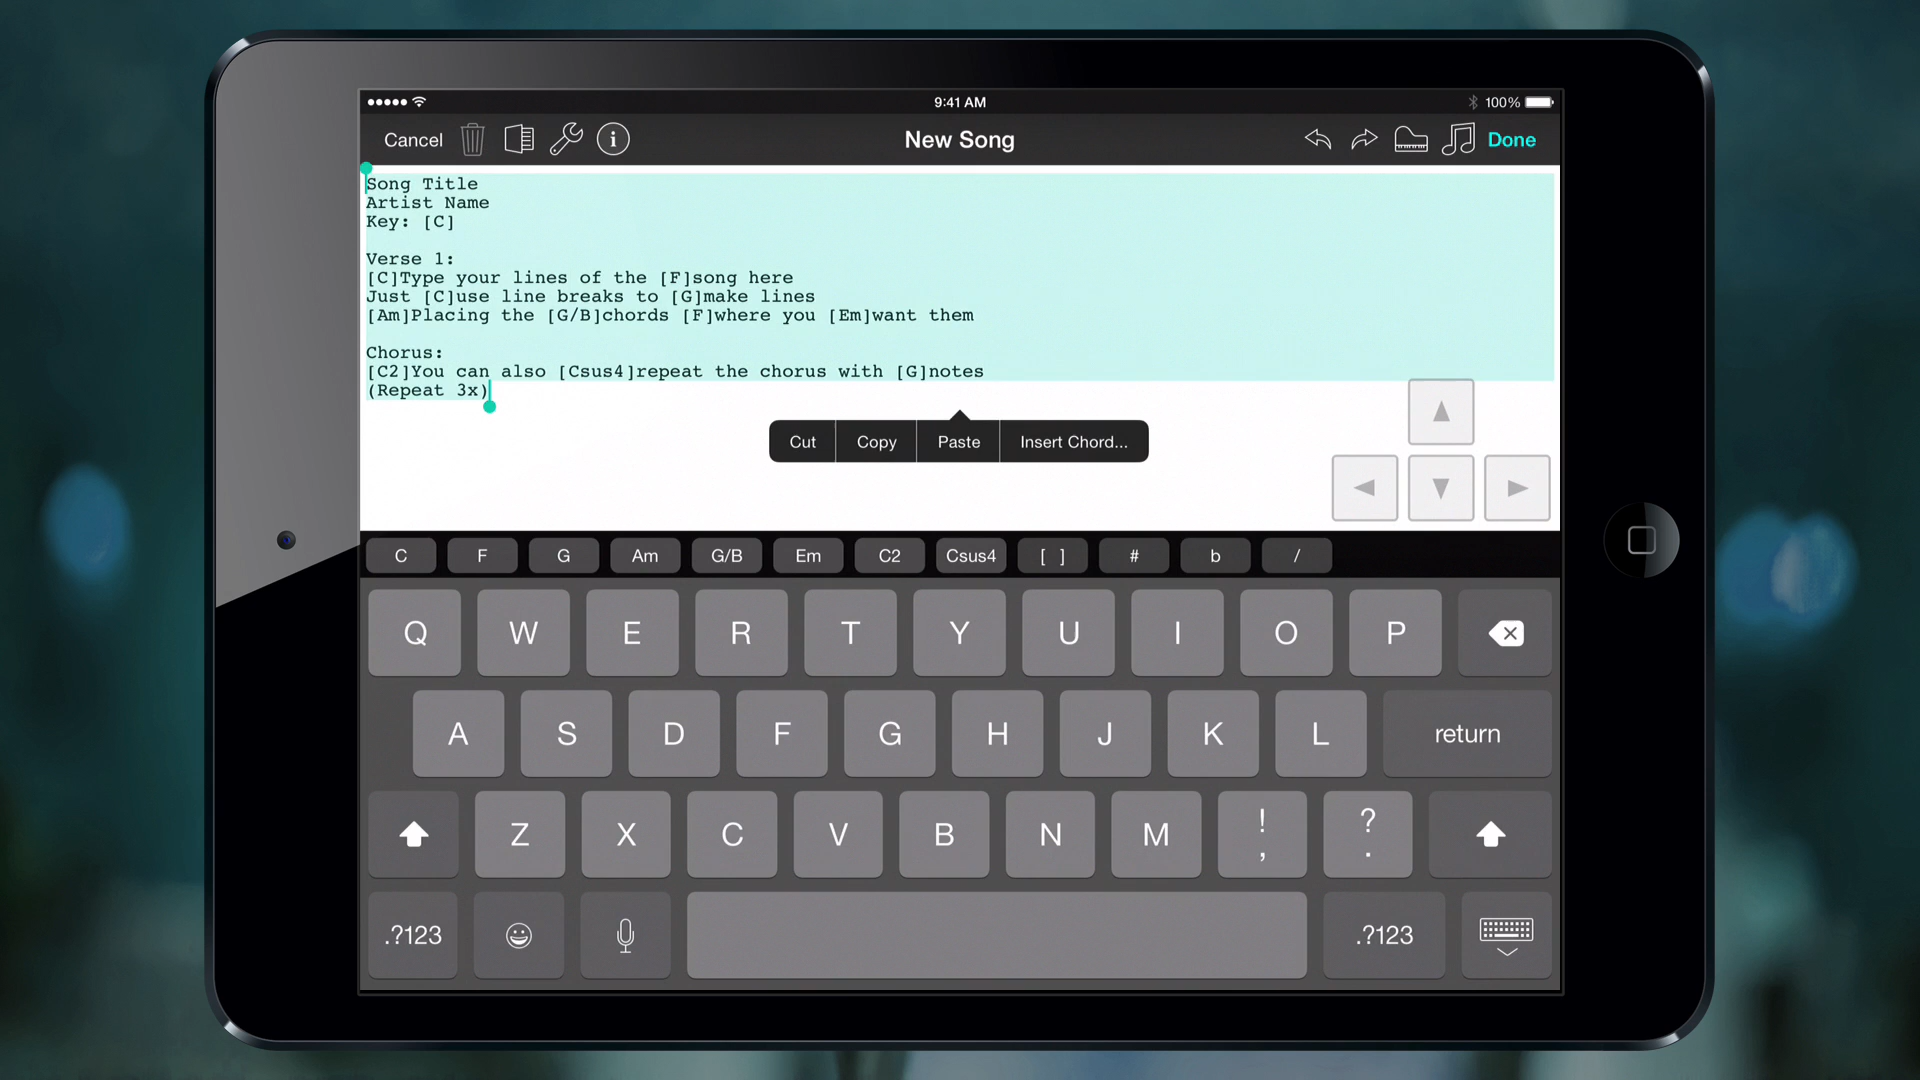 9:41 AM
100%
Cancel
New Song
Done
Song Title
Artist Name
Key: [C]
Verse 1:
[C]Type your lines of the [F]song here
Just [C]use line breaks to [G]make lines
[Am]Placing the [G/B]chords [F]where you [Em]want them
Chorus:
[C2]You can also [Csus4]repeat the chorus with [G]notes
(Repeat 3x)
Cut Copy Paste Insert Chord...
C F G Am G/B Em C2 Csus4 [ ] # b /
Q W E R T Y U I O P
A S D F G H J K L return
Z X C V B N M ! , ? .
.?123 .?123